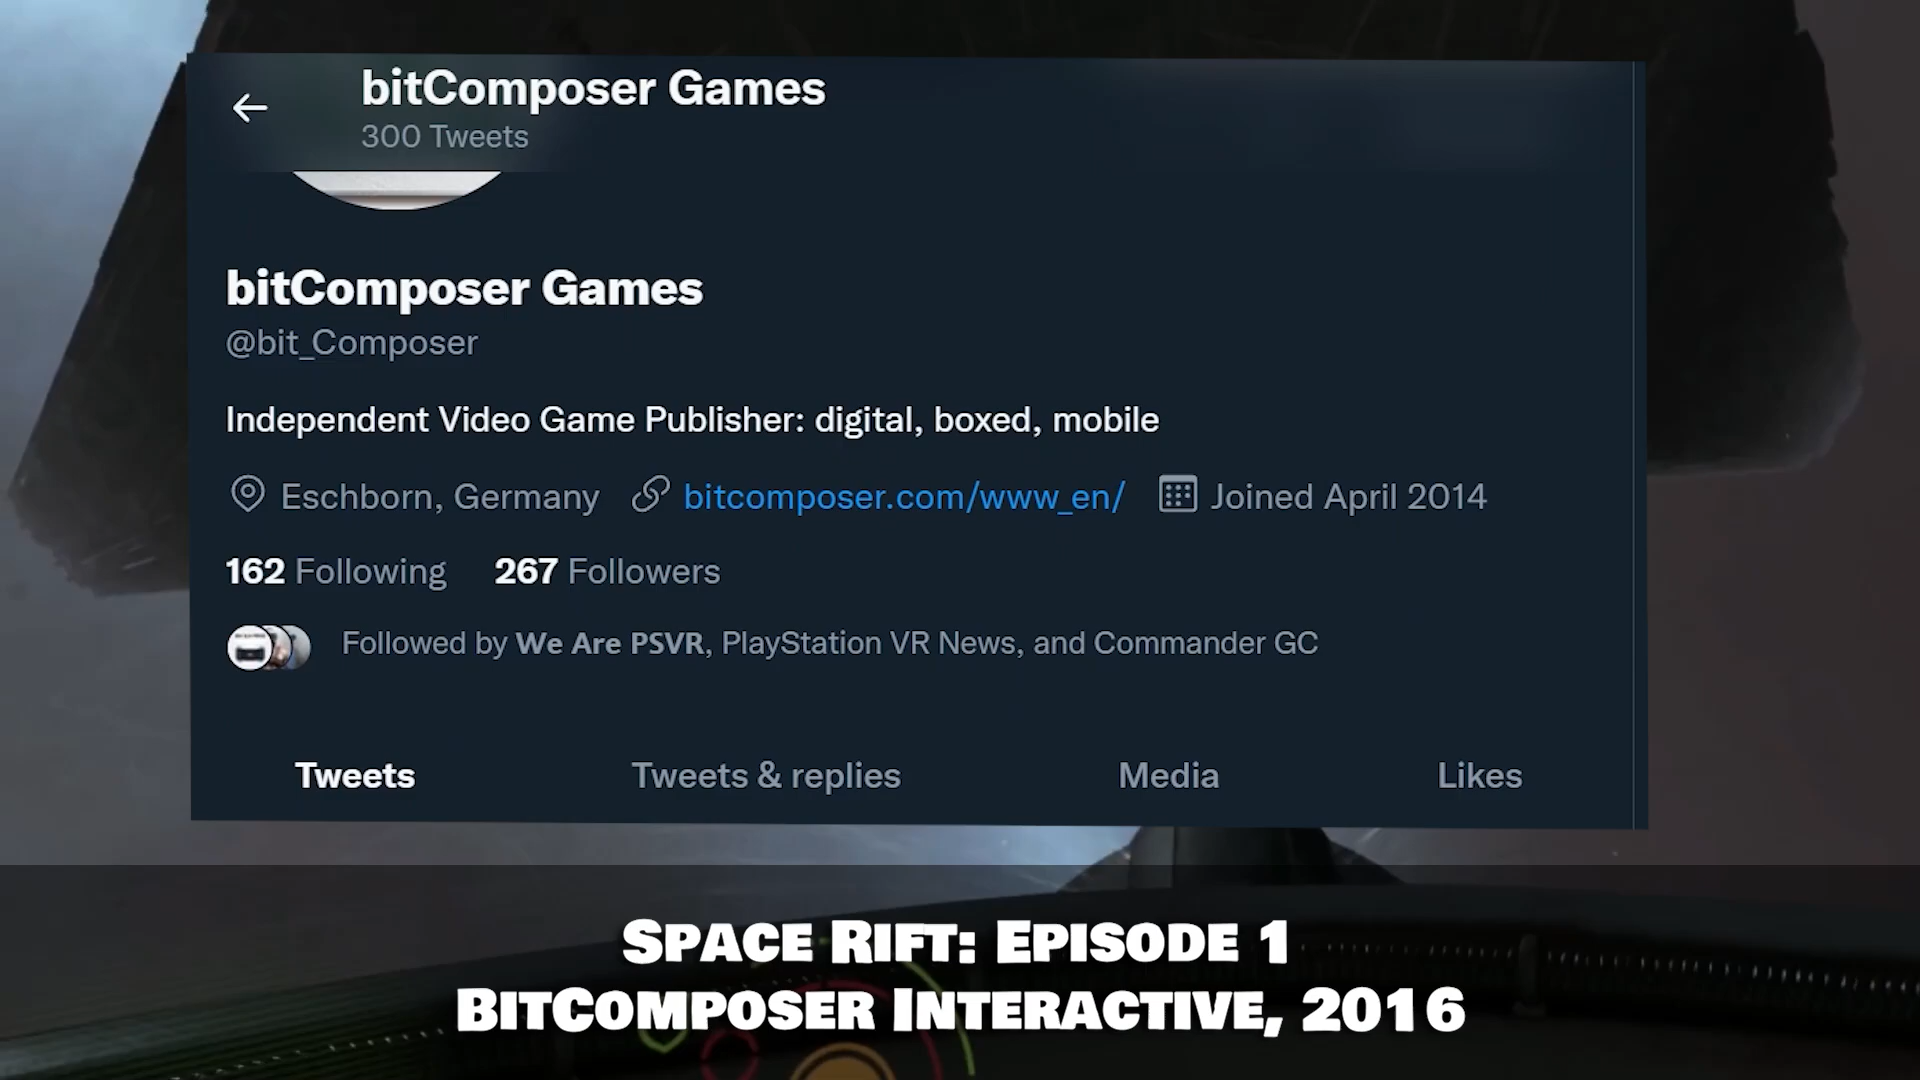 bitComposer Games
300 Tweets
bitComposer Games
@bit_Composer
Independent Video Game Publisher: digital, boxed, mobile
Eschborn, Germany bitcomposer.com/www_en/ Joined April 2014
162 Following 267 Followers
Followed by We Are PSVR, PlayStation VR News, and Commander GC
Tweets Tweets & replies Media Likes
SPACE RIFT: EPISODE 1
BITCOMPOSER INTERACTIVE, 2016